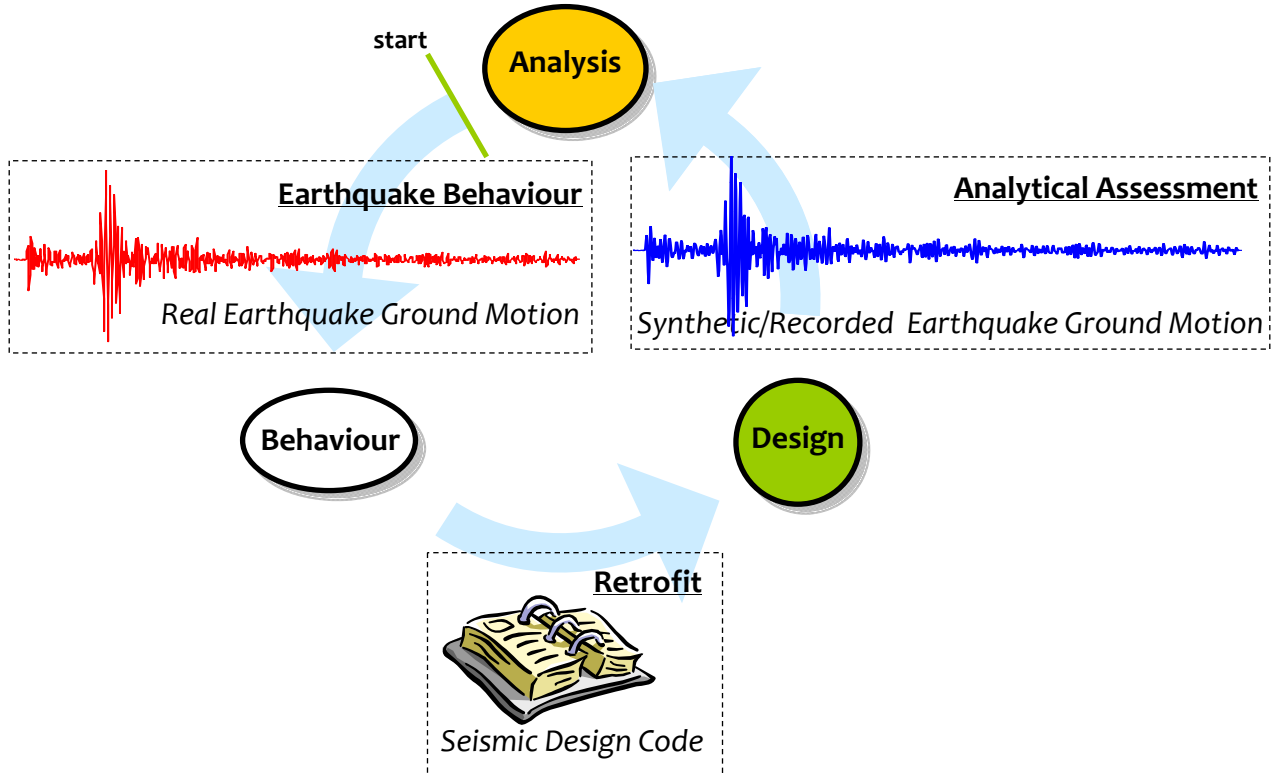 start
Analysis
Earthquake Behaviour
Real Earthquake Ground Motion
Analytical Assessment
Synthetic/Recorded Earthquake Ground Motion
Behaviour
Design
Retrofit
Seismic Design Code